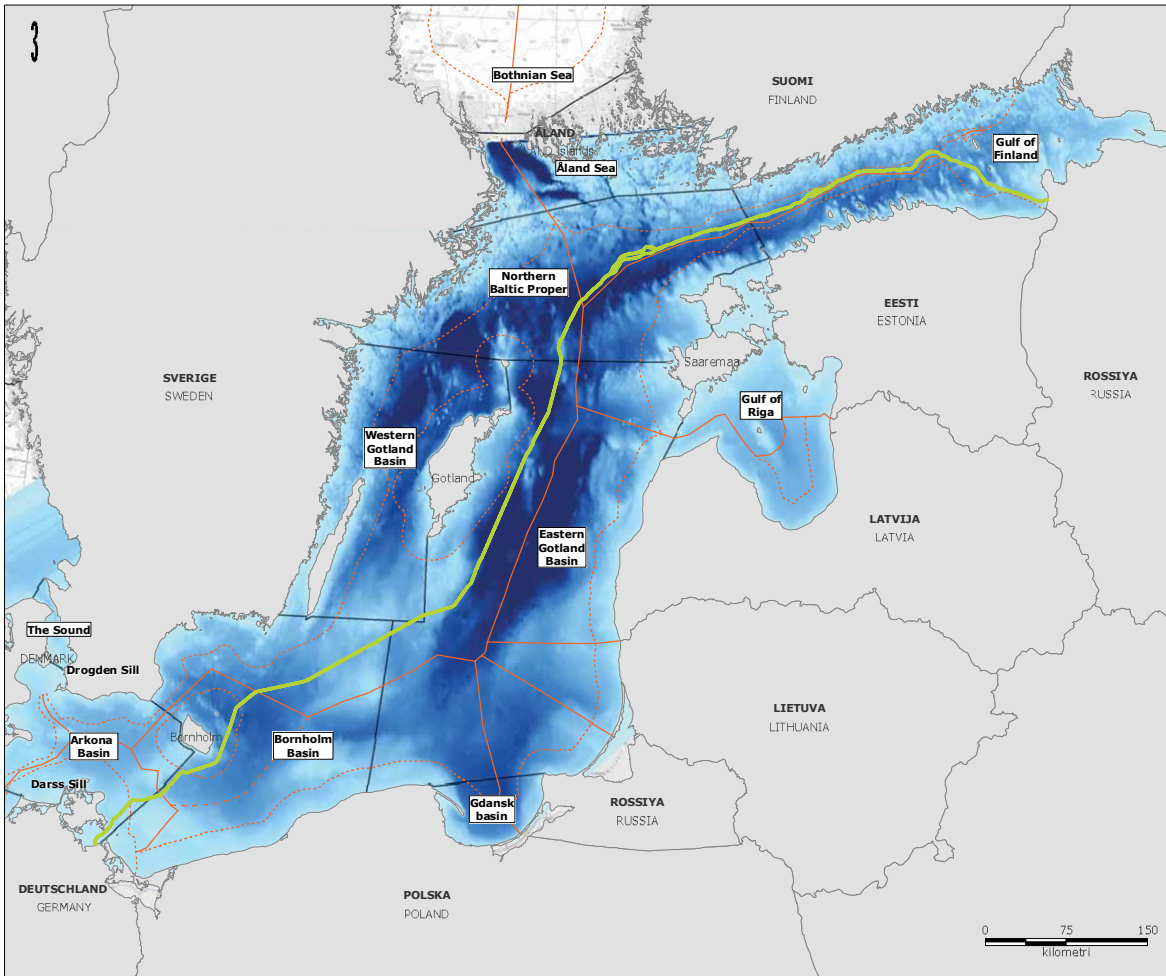 3
Bothnian Sea
SUOMI
FINLAND
ÅLAND
Åland Sea
Gulf of
Finland
Northern
Baltic Proper
EESTI
ESTONIA
Saaremaa
SVERIGE
SWEDEN
ROSSIYA
RUSSIA
Gulf of
Riga
Western
Gotland
Basin
Gotland
LATVIJA
LATVIA
Eastern
Gotland
Basin
The Sound
DENMARK
Drogden Sill
LIETUVA
LITHUANIA
Bornholm
Arkona
Basin
Bornholm
Basin
Darss Sill
Gdansk
basin
ROSSIYA
RUSSIA
DEUTSCHLAND
GERMANY
POLSKA
POLAND
0 75 150
kilometri